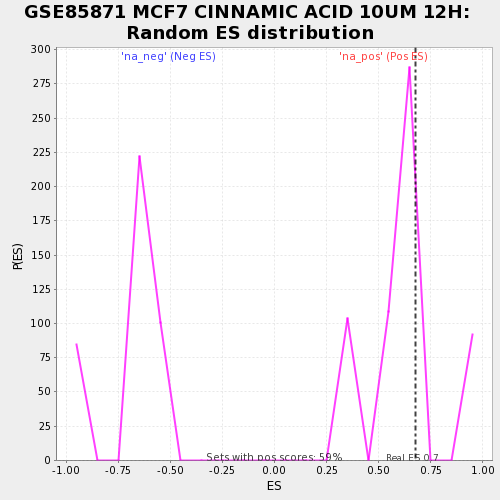 GSE85871 MCF7 CINNAMIC ACID 10UM 12H:
Random ES distribution
'na_neg' (Neg ES)
'na_pos' (Pos ES)
300
275
250
225
200
175
150
125
100
75
50
25
0
P(ES)
Sets with pos scores: 59%
Real ES 0.7
-1.00
-0.75
-0.50
-0.25
0.00
0.25
0.50
0.75
1.00
ES